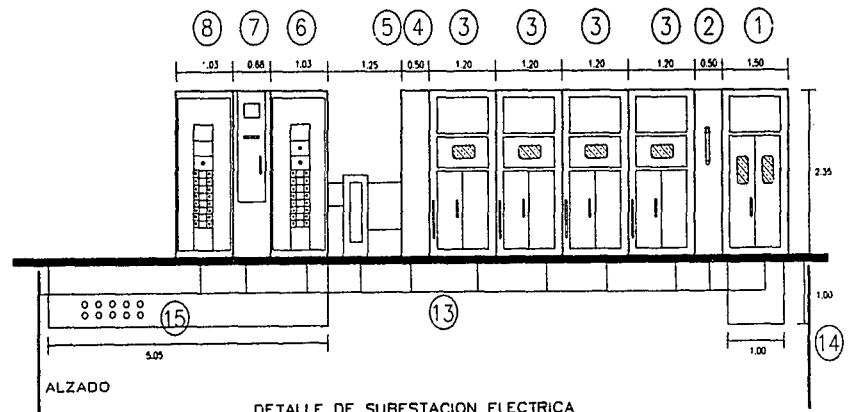 8 7 6 5 4 3 3 3 3 2 1
1.03 0.68 1.03 1.25 0.50 1.20 1.20 1.20 1.20 0.50 1.50
2.35
1.00
15 13
14
5.05 1.00
ALZADO
DETALLE DE SUBESTACION ELECTRICA